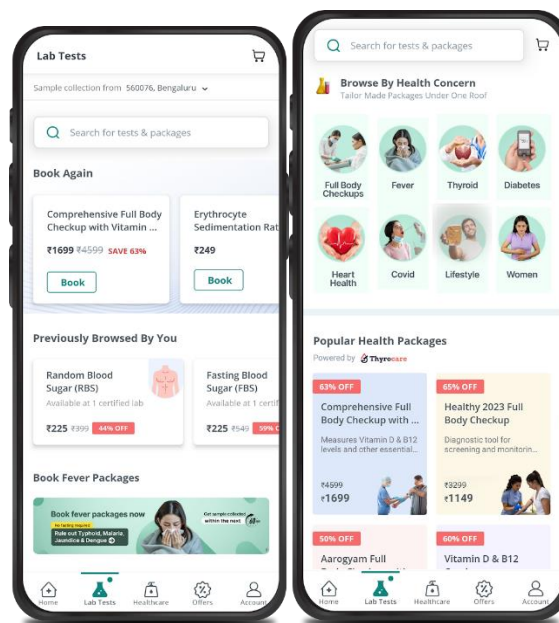 Lab Tests
Sample collection from 560076, Bengaluru
Search for tests & packages
Book Again
Comprehensive Full Body
Checkup with Vitamin ...
₹1699 ₹4599 SAVE 63%
Book
Erythrocyte
Sedimentation Rat
₹249
Book
Previously Browsed By You
Random Blood
Sugar (RBS)
Available at 1 certified lab
₹225 ₹399 44% OFF
Fasting Blood
Sugar (FBS)
Available at 1 certif
₹225 ₹549 59% O
Book Fever Packages
Book fever packages now
No fasting required
Rule out Typhoid, Malaria,
Jaundice & Dengue
Get sample collected
within the next 60
Home
Lab Tests
Healthcare
Offers
Account
Search for tests & packages
Browse By Health Concern
Tailor Made Packages Under One Roof
Full Body
Checkups
Fever
Thyroid
Diabetes
Heart
Health
Covid
Lifestyle
Women
Popular Health Packages
Powered by Thyrocare
63% OFF
Comprehensive Full
Body Checkup with ...
Measures Vitamin D & B12
levels and other essential...
₹4599
₹1699
65% OFF
Healthy 2023 Full
Body Checkup
Diagnostic tool for
screening and monitorin...
₹3299
₹1149
50% OFF
Aarogyam Full
60% OFF
Vitamin D & B12
Home
Lab Tests
Healthcare
Offers
Account